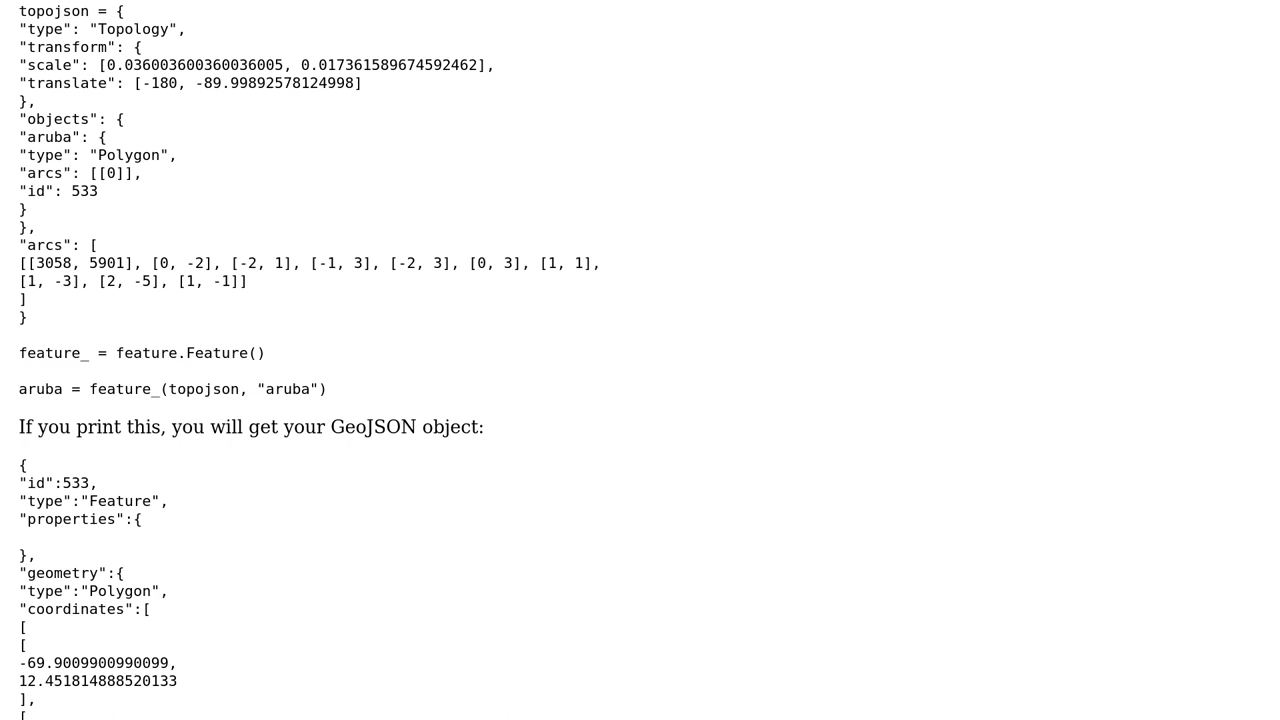 topojson = {
"type": "Topology",
"transform": {
"scale": [0.036003600360036005, 0.017361589674592462],
"translate": [-180, -89.99892578124998]
},
"objects": {
"aruba": {
"type": "Polygon",
"arcs": [[0]],
"id": 533
}
},
"arcs": [
[[3058, 5901], [0, -2], [-2, 1], [-1, 3], [-2, 3], [0, 3], [1, 1],
[1, -3], [2, -5], [1, -1]]
]
}
feature_ = feature.Feature()
aruba = feature_(topojson, "aruba")
If you print this, you will get your GeoJSON object:
{
"id":533,
"type":"Feature",
"properties":{
},
"geometry":{
"type":"Polygon",
"coordinates":[
[
[
-69.9009900990099,
12.451814888520133
],
[